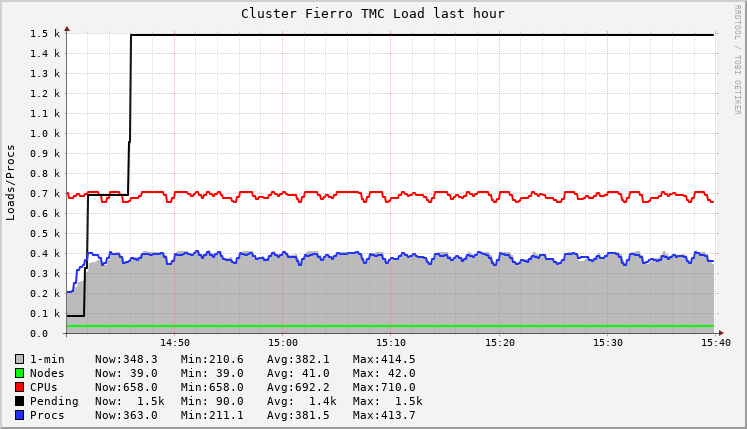 Cluster Fierro TMC Load last hour
RRDTOOL / TOBI OETIKER
Loads/Procs
1.5 k
1.4 k
1.3 k
1.2 k
1.1 k
1.0 k
0.9 k
0.8 k
0.7 k
0.6 k
0.5 k
0.4 k
0.3 k
0.2 k
0.1 k
0.0
14:50 15:00 15:10 15:20 15:30 15:40
1-min Now:348.3 Min:210.6 Avg:382.1 Max:414.5
Nodes Now: 39.0 Min: 39.0 Avg: 41.0 Max: 42.0
CPUs Now:658.0 Min:658.0 Avg:692.2 Max:710.0
Pending Now: 1.5k Min: 90.0 Avg: 1.4k Max: 1.5k
Procs Now:363.0 Min:211.1 Avg:381.5 Max:413.7